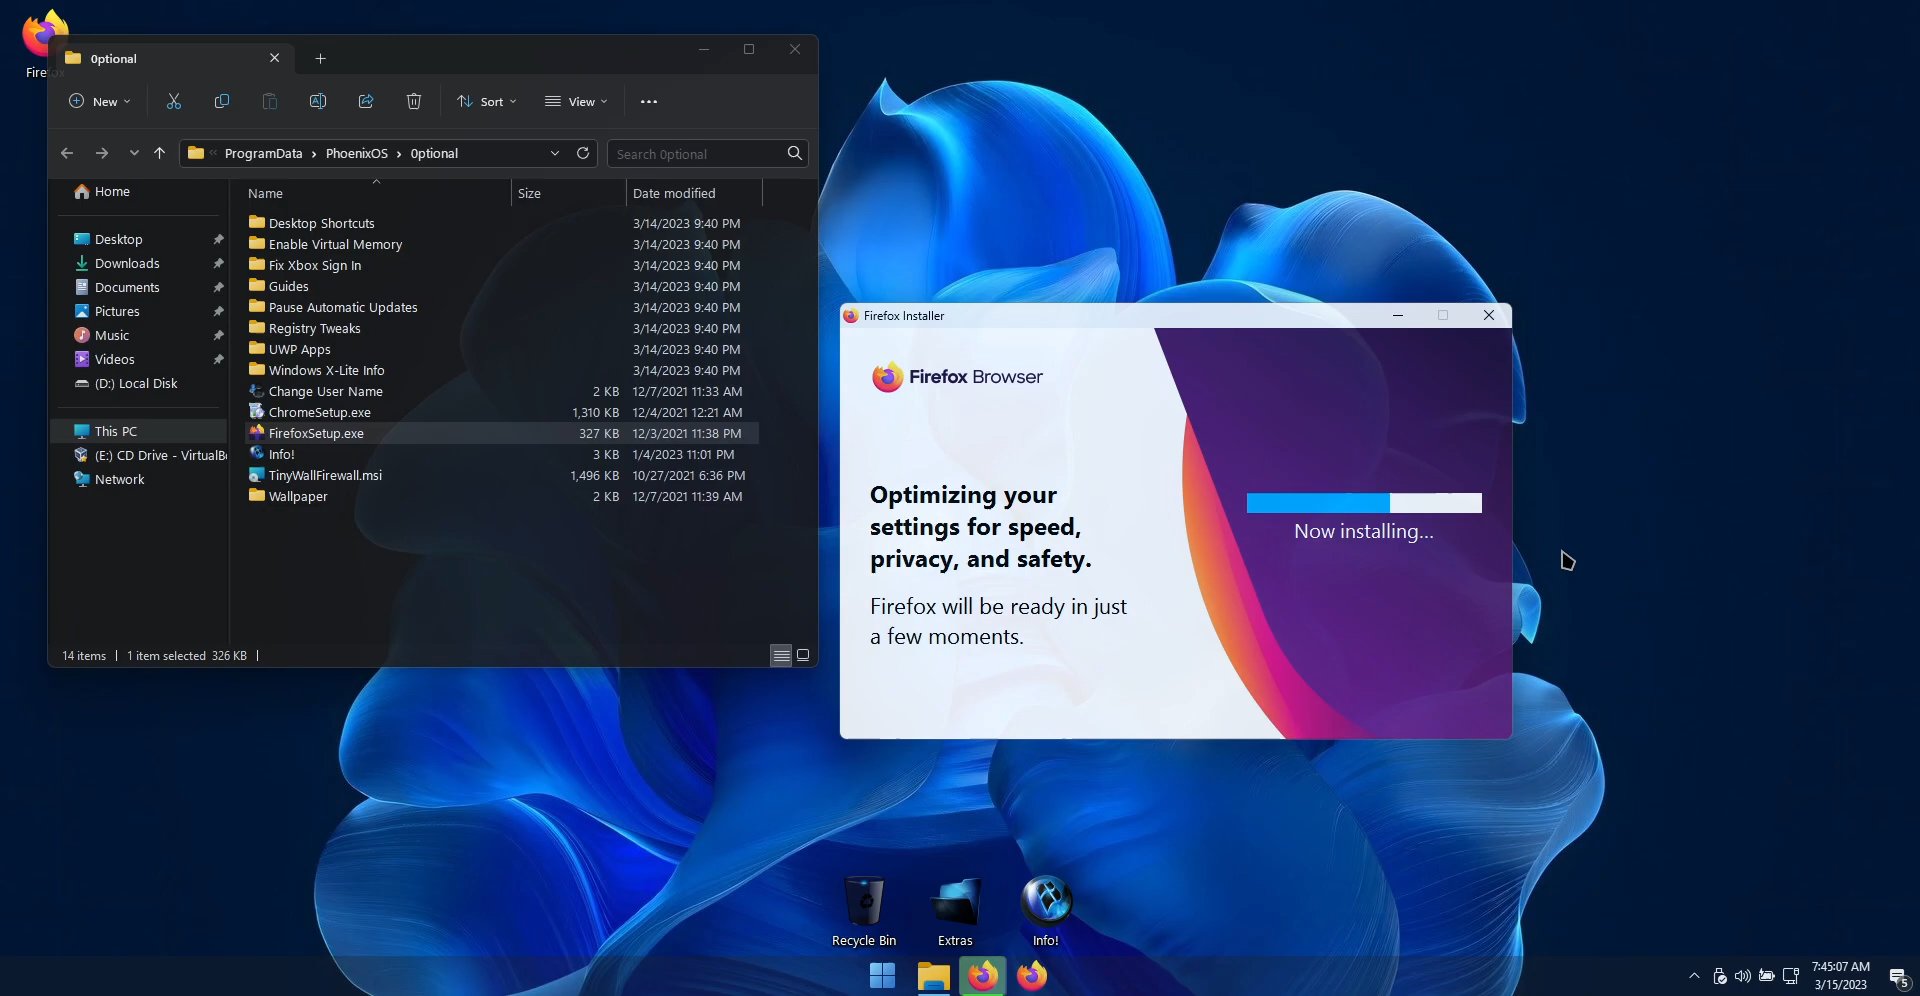 Firefox
0ptional
New
Sort
View
ProgramData
PhoenixOS
0ptional
Search 0ptional
Home
Desktop
Downloads
Documents
Pictures
Music
Videos
(D:) Local Disk
This PC
(E:) CD Drive - VirtualB
Network
Name Size Date modified
Desktop Shortcuts 3/14/2023 9:40 PM
Enable Virtual Memory 3/14/2023 9:40 PM
Fix Xbox Sign In 3/14/2023 9:40 PM
Guides 3/14/2023 9:40 PM
Pause Automatic Updates 3/14/2023 9:40 PM
Registry Tweaks 3/14/2023 9:40 PM
UWP Apps 3/14/2023 9:40 PM
Windows X-Lite Info 3/14/2023 9:40 PM
Change User Name 2 KB 12/7/2021 11:33 AM
ChromeSetup.exe 1,310 KB 12/4/2021 12:21 AM
FirefoxSetup.exe 327 KB 12/3/2021 11:38 PM
Info! 3 KB 1/4/2023 11:01 PM
TinyWallFirewall.msi 1,496 KB 10/27/2021 6:36 PM
Wallpaper 2 KB 12/7/2021 11:39 AM
14 items 1 item selected 326 KB
Firefox Installer
Firefox Browser
Optimizing your
settings for speed,
privacy, and safety.
Firefox will be ready in just
a few moments.
Now installing...
Recycle Bin
Extras
Info!
7:45:07 AM
3/15/2023
5